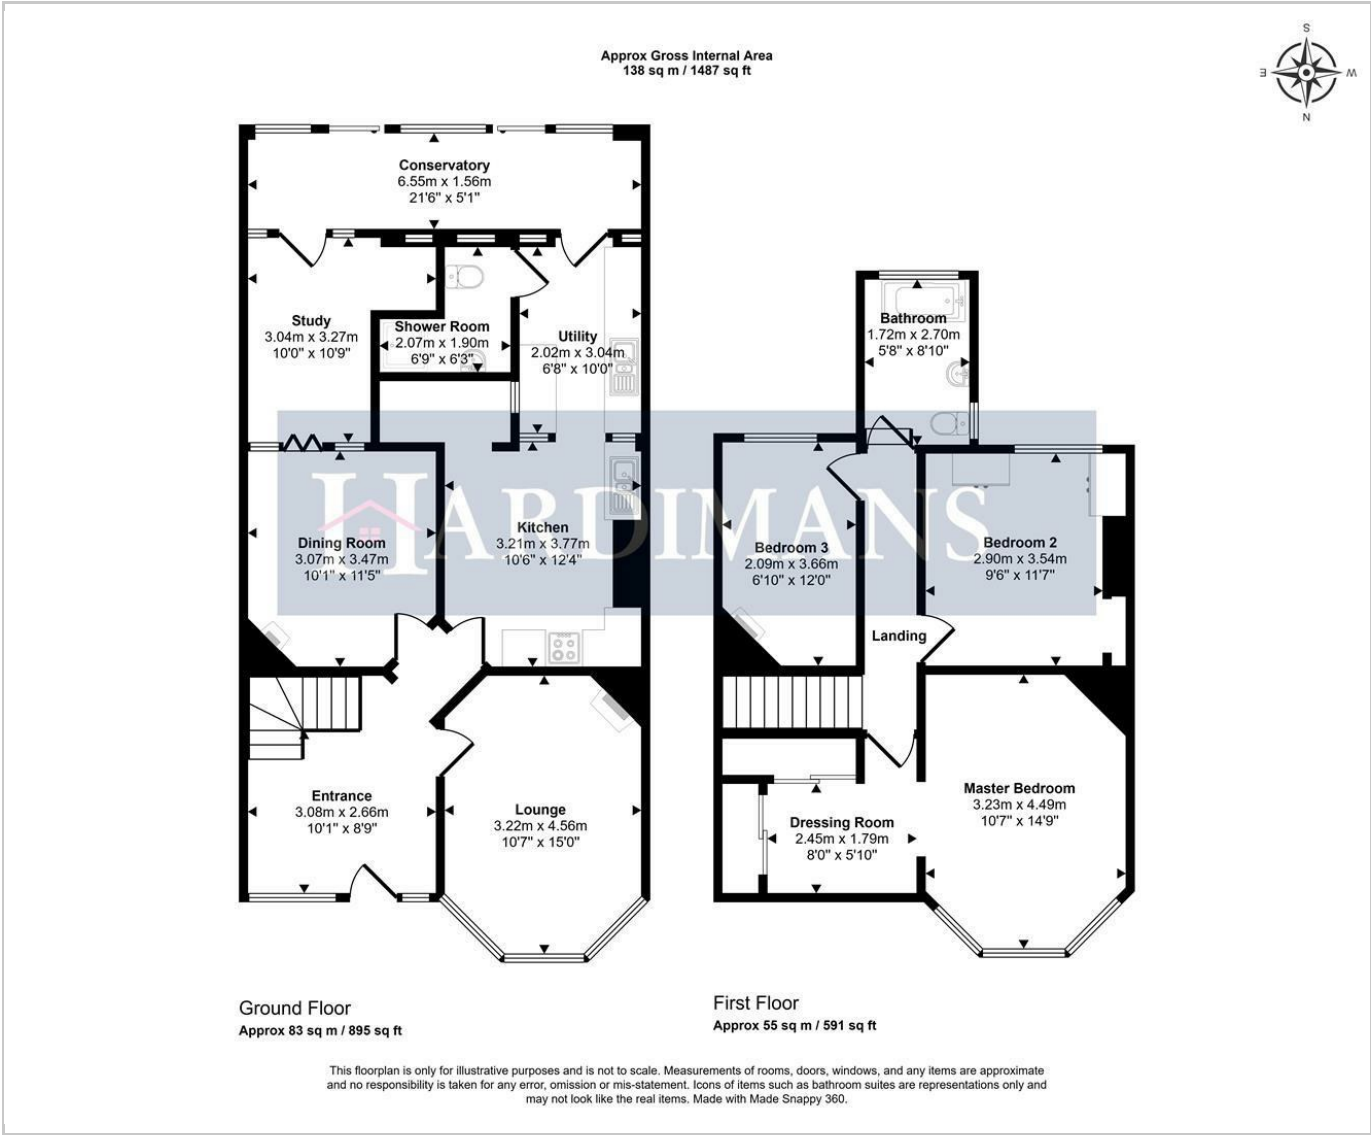 Approx Gross Internal Area
138 sq m / 1487 sq ft
S
E
W
N
Conservatory
6.55m x 1.56m
21'6" x 5'1"
Study
3.04m x 3.27m
10'0" x 10'9"
Shower Room
2.07m x 1.90m
6'9" x 6'3"
Utility
2.02m x 3.04m
6'8" x 10'0"
Bathroom
1.72m x 2.70m
5'8" x 8'10"
HARDIMANS
Dining Room
3.07m x 3.47m
10'1" x 11'5"
Kitchen
3.21m x 3.77m
10'6" x 12'4"
Bedroom 3
2.09m x 3.66m
6'10" x 12'0"
Bedroom 2
2.90m x 3.54m
9'6" x 11'7"
Landing
Entrance
3.08m x 2.66m
10'1" x 8'9"
Lounge
3.22m x 4.56m
10'7" x 15'0"
Dressing Room
2.45m x 1.79m
8'0" x 5'10"
Master Bedroom
3.23m x 4.49m
10'7" x 14'9"
Ground Floor
Approx 83 sq m / 895 sq ft
First Floor
Approx 55 sq m / 591 sq ft
This floorplan is only for illustrative purposes and is not to scale. Measurements of rooms, doors, windows, and any items are approximate
and no responsibility is taken for any error, omission or mis-statement. Icons of items such as bathroom suites are representations only and
may not look like the real items. Made with Made Snappy 360.